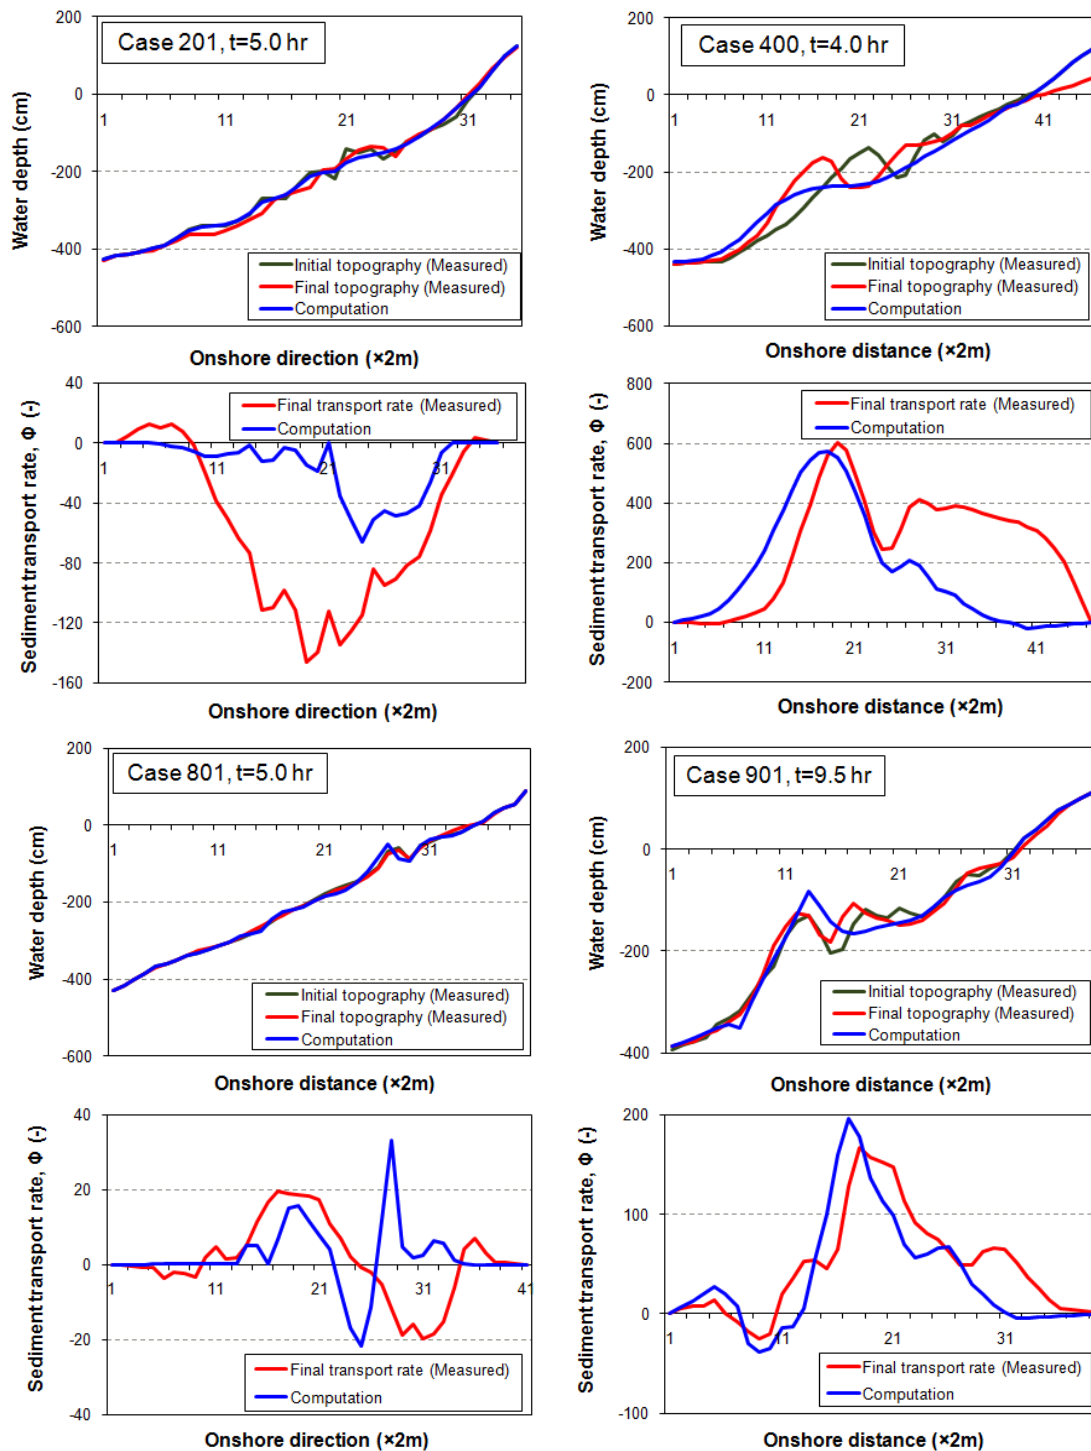 Case 201, t=5.0 hr
Water depth (cm)
200
0
-200
-400
-600
1
11
21
31
Initial topography (Measured)
Final topography (Measured)
Computation
Onshore direction (×2m)
Case 400, t=4.0 hr
Water depth (cm)
200
0
-200
-400
-600
1
11
21
31
41
Initial topography (Measured)
Final topography (Measured)
Computation
Onshore distance (×2m)
Sediment transport rate, Φ (-)
40
0
-40
-80
-120
-160
1
11
21
31
Final transport rate (Measured)
Computation
Onshore direction (×2m)
Sediment transport rate, Φ (-)
800
600
400
200
0
-200
1
11
21
31
41
Final transport rate (Measured)
Computation
Onshore distance (×2m)
Case 801, t=5.0 hr
Water depth (cm)
200
0
-200
-400
-600
1
11
21
31
Initial topography (Measured)
Final topography (Measured)
Computation
Onshore distance (×2m)
Case 901, t=9.5 hr
Water depth (cm)
200
0
-200
-400
1
11
21
31
Initial topography (Measured)
Final topography (Measured)
Computation
Onshore distance (×2m)
Sediment transport rate, Φ (-)
40
20
0
-20
-40
1
11
21
31
41
Final transport rate (Measured)
Computation
Onshore direction (×2m)
Sediment transport rate, Φ (-)
200
100
0
-100
1
11
21
31
Final transport rate (Measured)
Computation
Onshore distance (×2m)